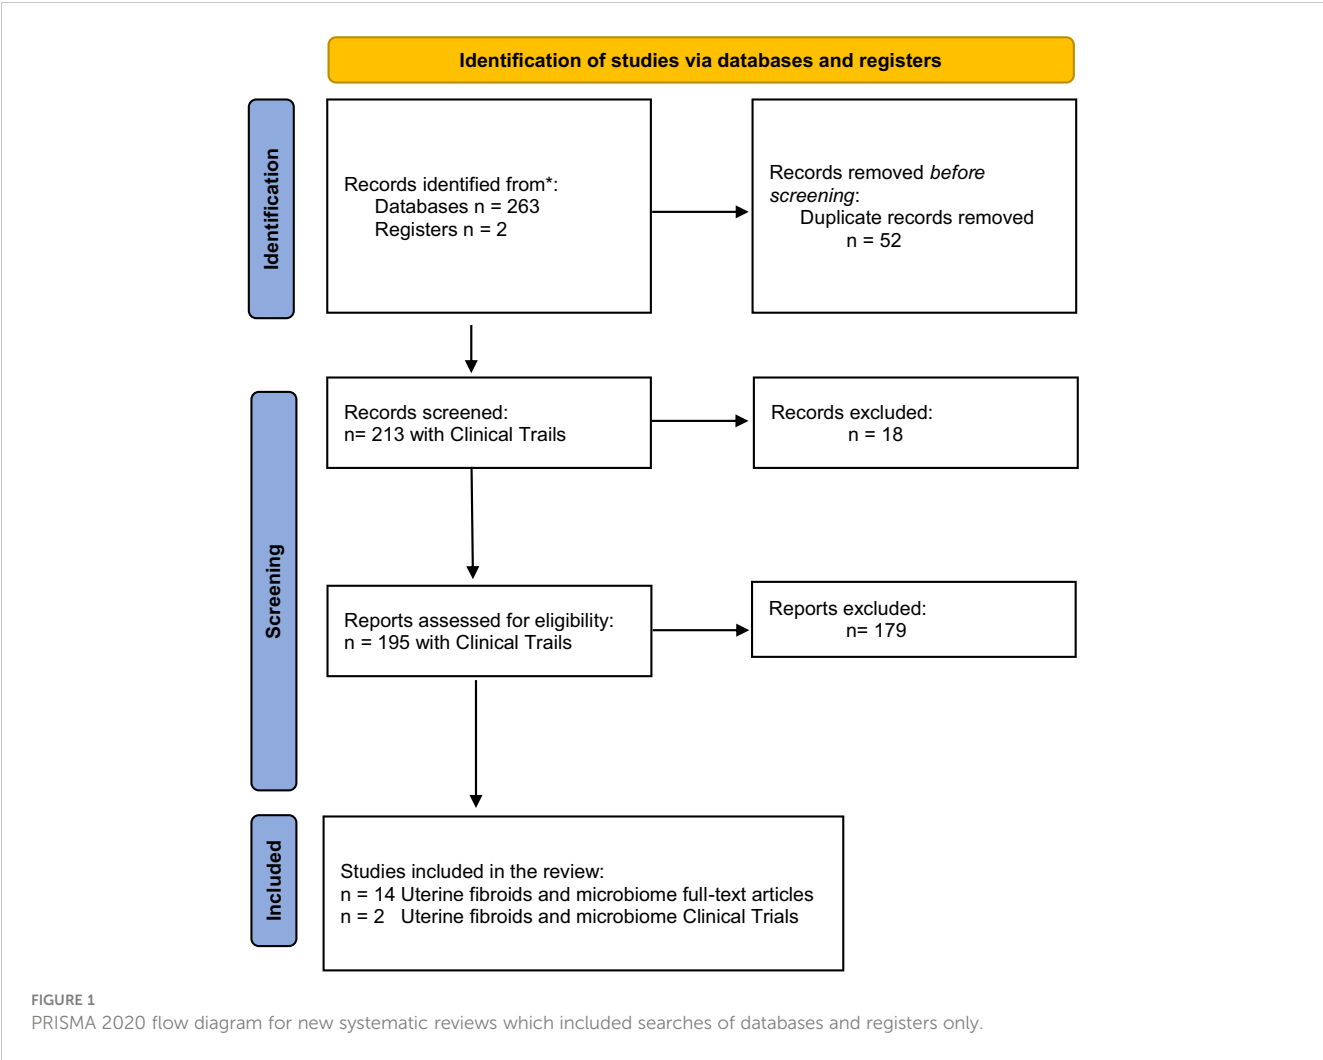 Identification of studies via databases and registers
Identification
Records identified from*:
Databases n = 263
Registers n = 2
Records removed before
screening:
Duplicate records removed
n = 52
Screening
Records screened:
n= 213 with Clinical Trails
Records excluded:
n = 18
Reports assessed for eligibility:
n = 195 with Clinical Trails
Reports excluded:
n= 179
Included
Studies included in the review:
n = 14 Uterine fibroids and microbiome full-text articles
n = 2 Uterine fibroids and microbiome Clinical Trials
FIGURE 1
PRISMA 2020 flow diagram for new systematic reviews which included searches of databases and registers only.